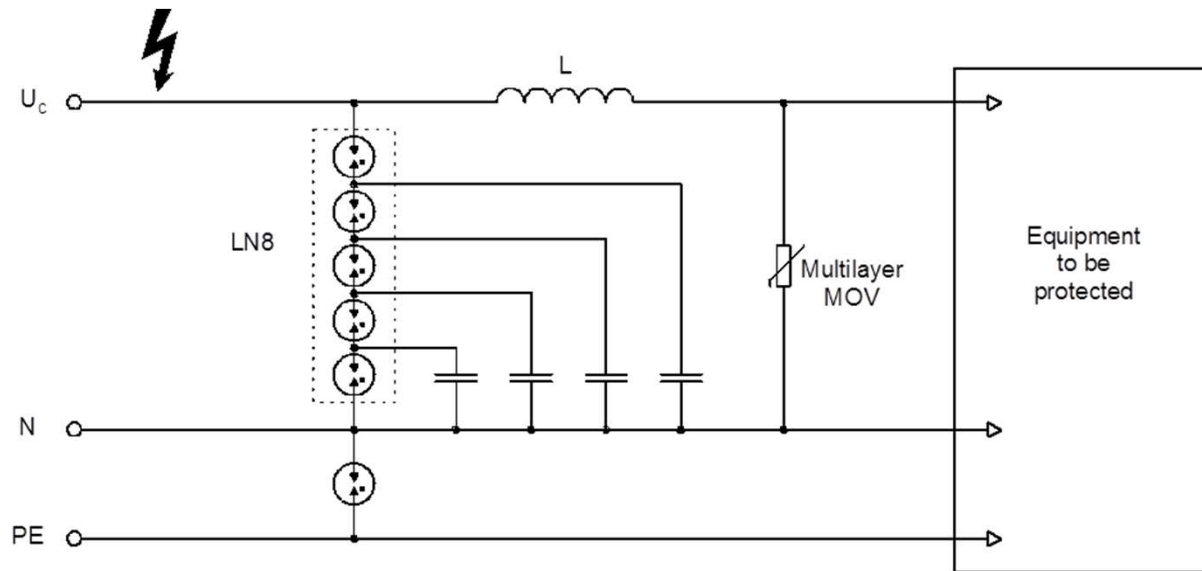 L
U꜀
LN8
Multilayer
MOV
Equipment
to be
protected
N
PE